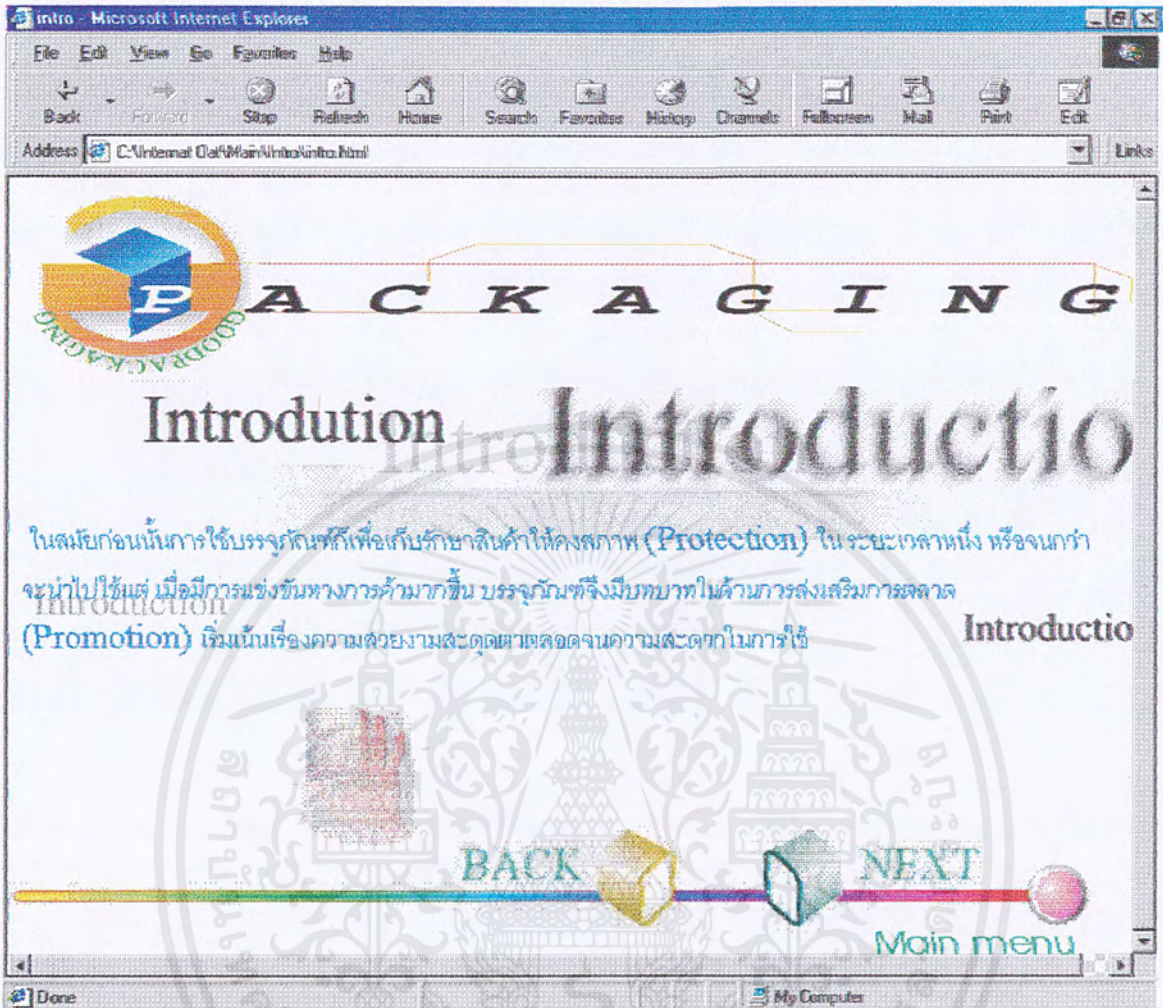 intro - Microsoft Internet Explorer
File Edit View Go Favorites Help
Back Forward Stop Refresh Home Search Favorites History Channels Fullscreen Mail Print Edit
Address Links
PACKAGING
GOODPACKAGING
Introdution Introductio
Introduction
ในสมัยก่อนนั้นการใช้บรรจุภัณฑ์ก็เพื่อเก็บรักษาสินค้าให้คงสภาพ (Protection) ใน ระยะเวลาหนึ่ง หรือจนกว่า
จะนำไปใช้แต่ เมื่อมีการแข่งขันทางการค้ามากขึ้น บรรจุภัณฑ์จึงมีบทบาทในด้านการส่งเสริมการตลาด
Introduction
(Promotion) เริ่มเน้นเรื่องความสวยงามสะดุดตาตลอดจนความสะดวกในการใช้
Introductio
BACK NEXT
Main menu
Done My Computer